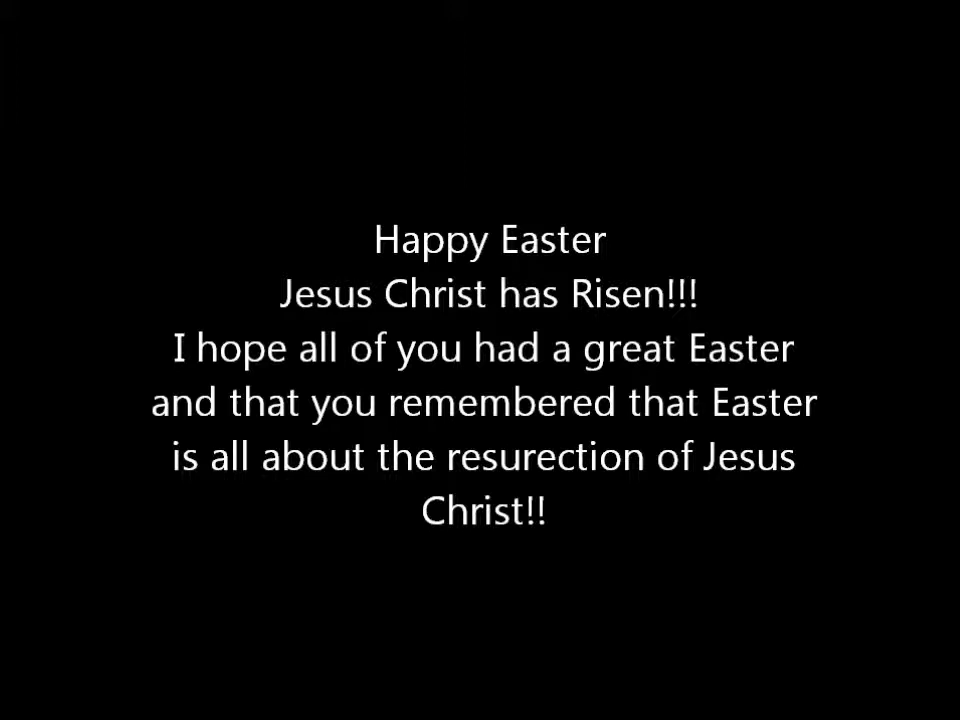 Happy Easter
Jesus Christ has Risen!!!
I hope all of you had a great Easter
and that you remembered that Easter
is all about the resurection of Jesus
Christ!!